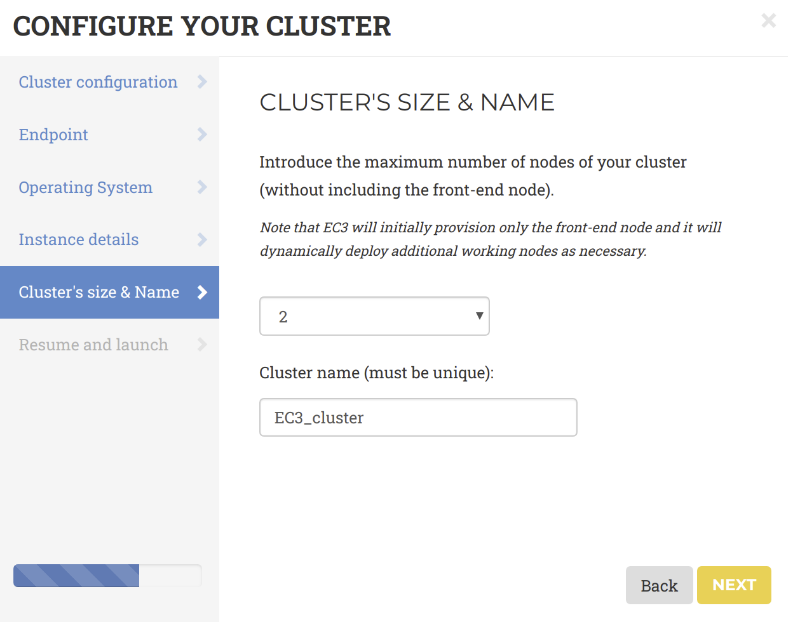 CONFIGURE YOUR CLUSTER
×
Cluster configuration
Endpoint
Operating System
Instance details
Cluster's size & Name
Resume and launch
CLUSTER'S SIZE & NAME
Introduce the maximum number of nodes of your cluster
(without including the front-end node).
Note that EC3 will initially provision only the front-end node and it will
dynamically deploy additional working nodes as necessary.
2
Cluster name (must be unique):
EC3_cluster
Back
NEXT